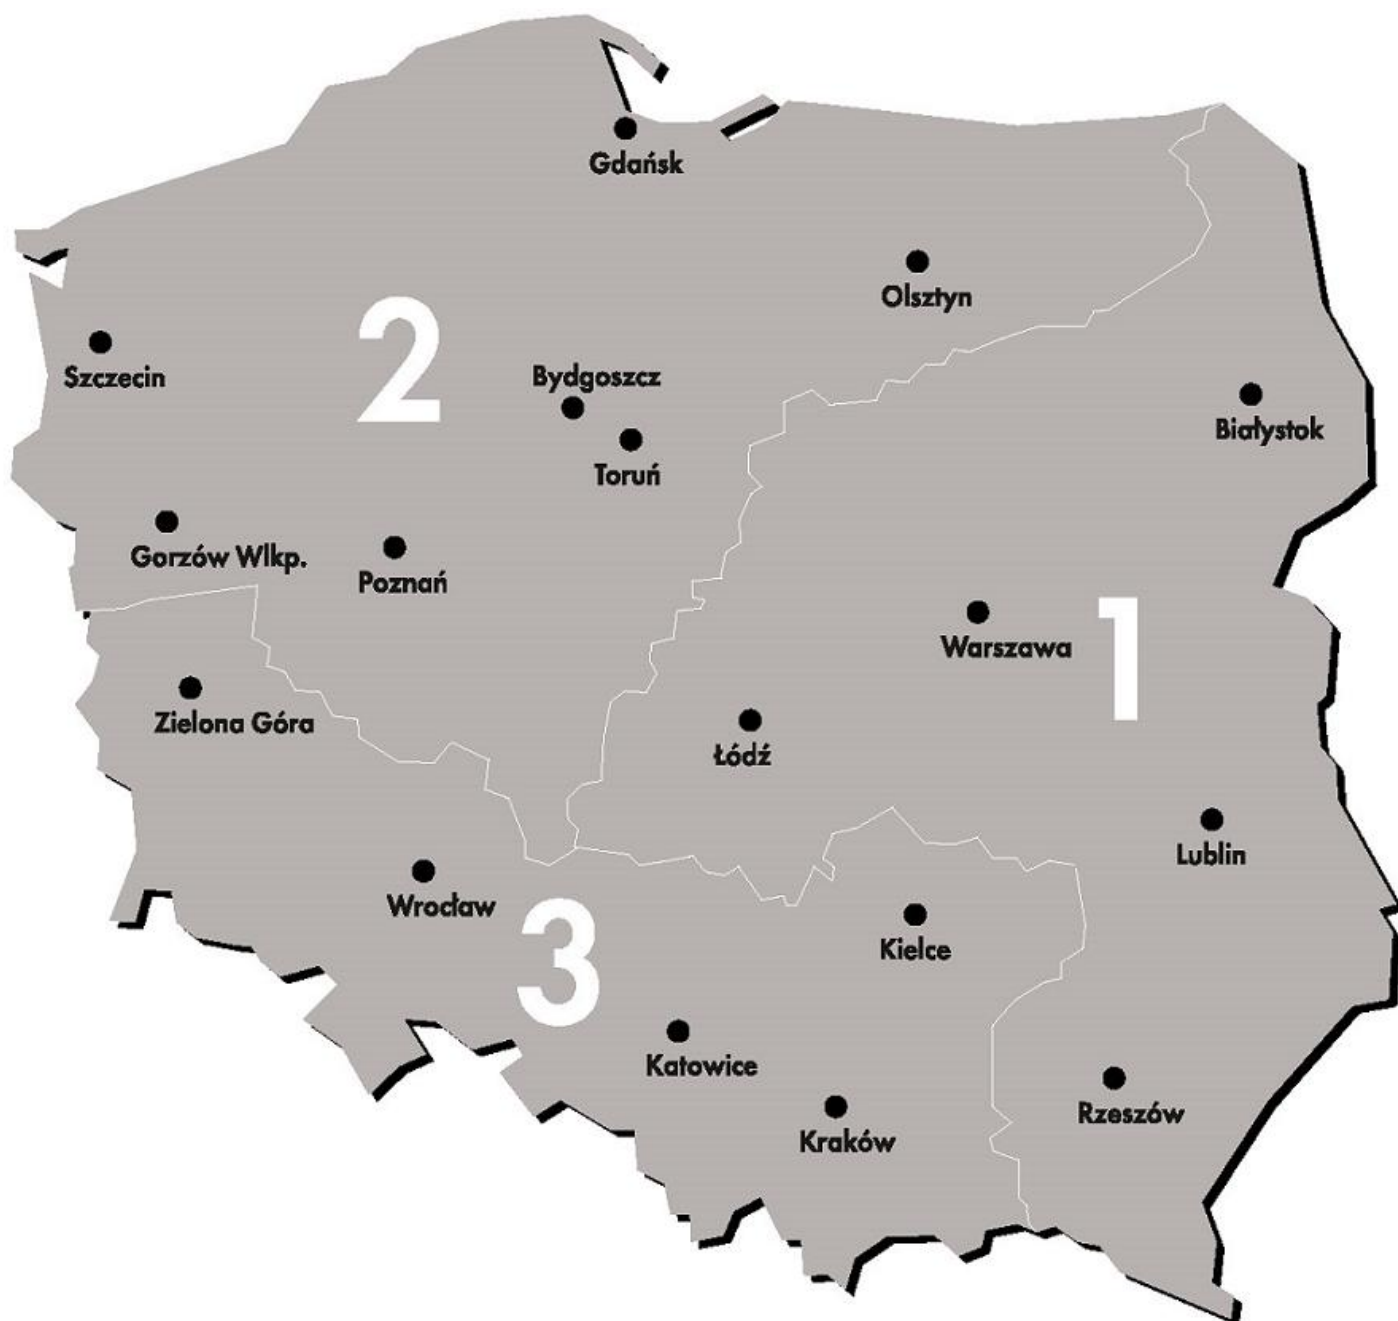 Gdańsk
Olsztyn
2
Szczecin
Bydgoszcz
Białystok
Toruń
Gorzów Wlkp.
Poznań
1
Warszawa
Zielona Góra
Łódź
Lublin
Wrocław
3
Kielce
Katowice
Rzeszów
Kraków